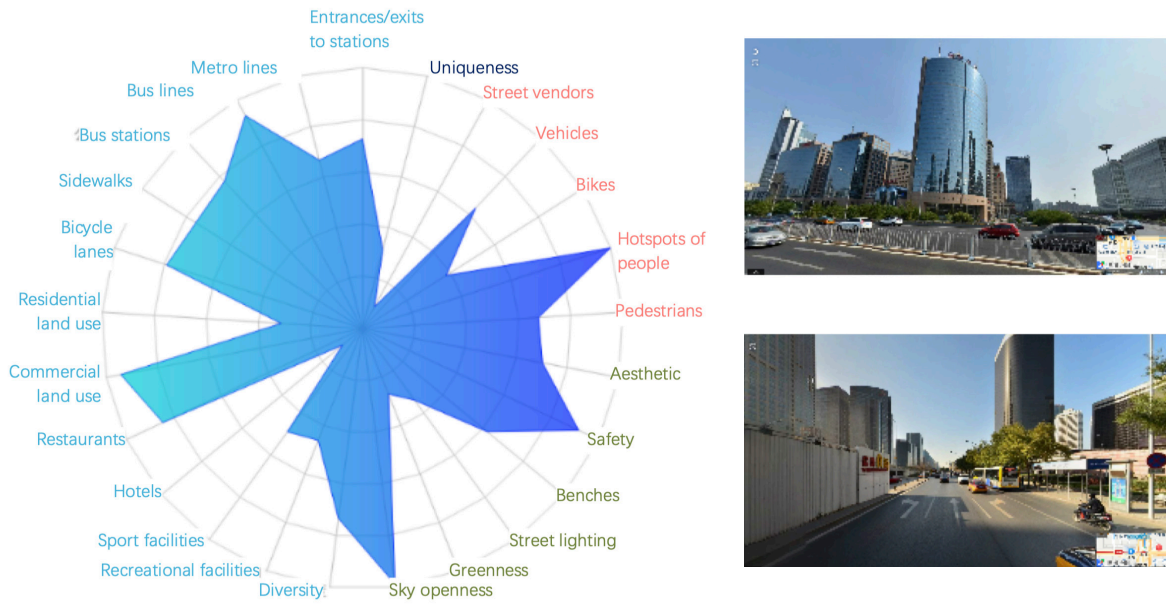 Entrances/exits
to stations
Uniqueness
Street vendors
Vehicles
Bikes
Hotspots of
people
Pedestrians
Aesthetic
Safety
Benches
Street lighting
Greenness
Sky openness
Diversity
Recreational facilities
Sport facilities
Hotels
Restaurants
Commercial
land use
Residential
land use
Bicycle
lanes
Sidewalks
Bus stations
Bus lines
Metro lines